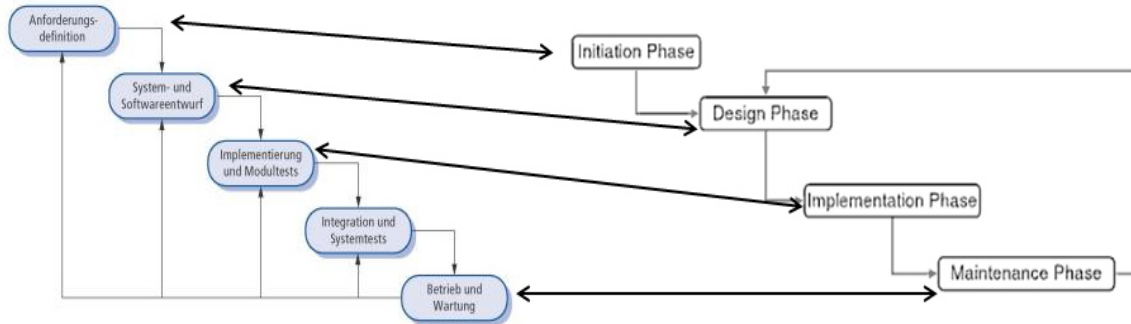 Anforderungs-
definition
System- und
Softwareentwurf
Implementierung
und Modultests
Integration und
Systemtests
Betrieb und
Wartung
Initiation Phase
Design Phase
Implementation Phase
Maintenance Phase